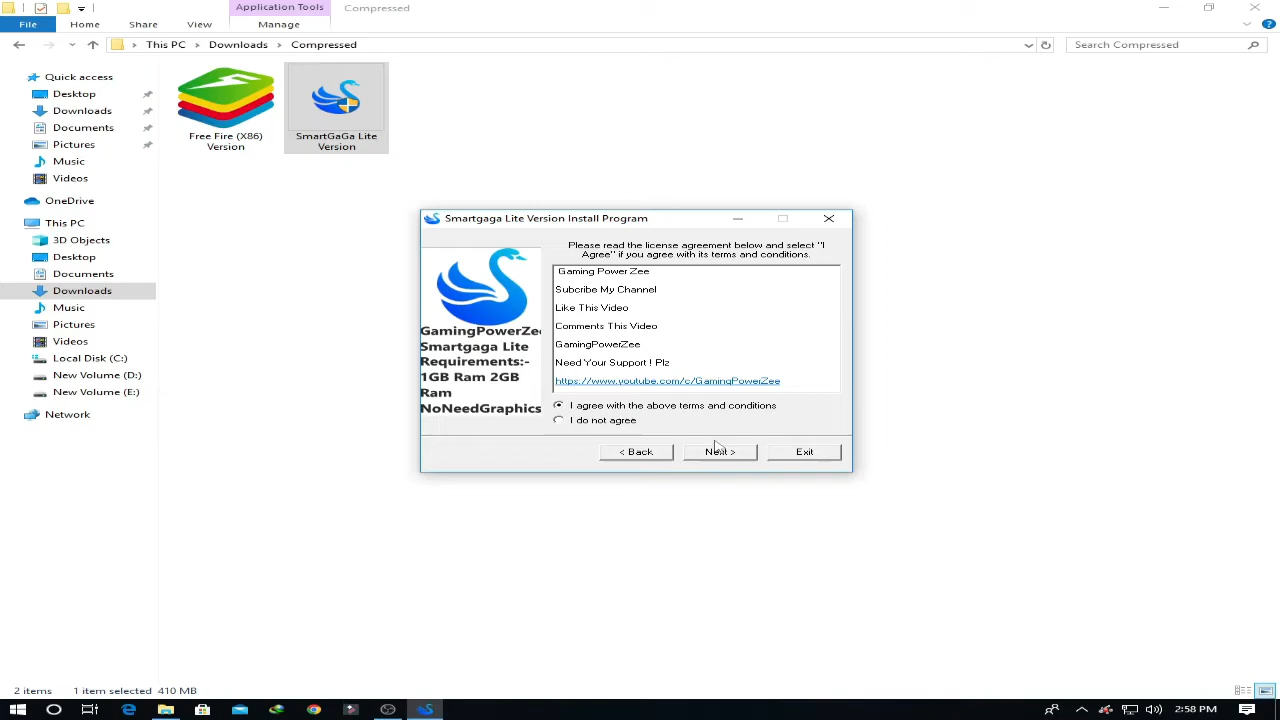 Application Tools
Compressed
File
Home
Share
View
Manage
This PC
Downloads
Compressed
Search Compressed
Quick access
Desktop
Downloads
Documents
Pictures
Music
Videos
OneDrive
This PC
3D Objects
Desktop
Documents
Downloads
Music
Pictures
Videos
Local Disk (C:)
New Volume (D:)
New Volume (E:)
Network
Free Fire (X86)
Version
SmartGaGa Lite
Version
Smartgaga Lite Version Install Program
GamingPowerZee
Smartgaga Lite
Requirements:-
1GB Ram 2GB
Ram
NoNeedGraphics
Please read the license agreement below and select "I
Agree" if you agree with its terms and conditions.
Gaming Power Zee
Subcribe My Channel
Like This Video
Comments This Video
GamingPowerZee
Need Your Support ! Plz
https://www.youtube.com/c/GamingPowerZee
I agree with the above terms and conditions
I do not agree
< Back
Next >
Exit
2 items
1 item selected 410 MB
2:58 PM